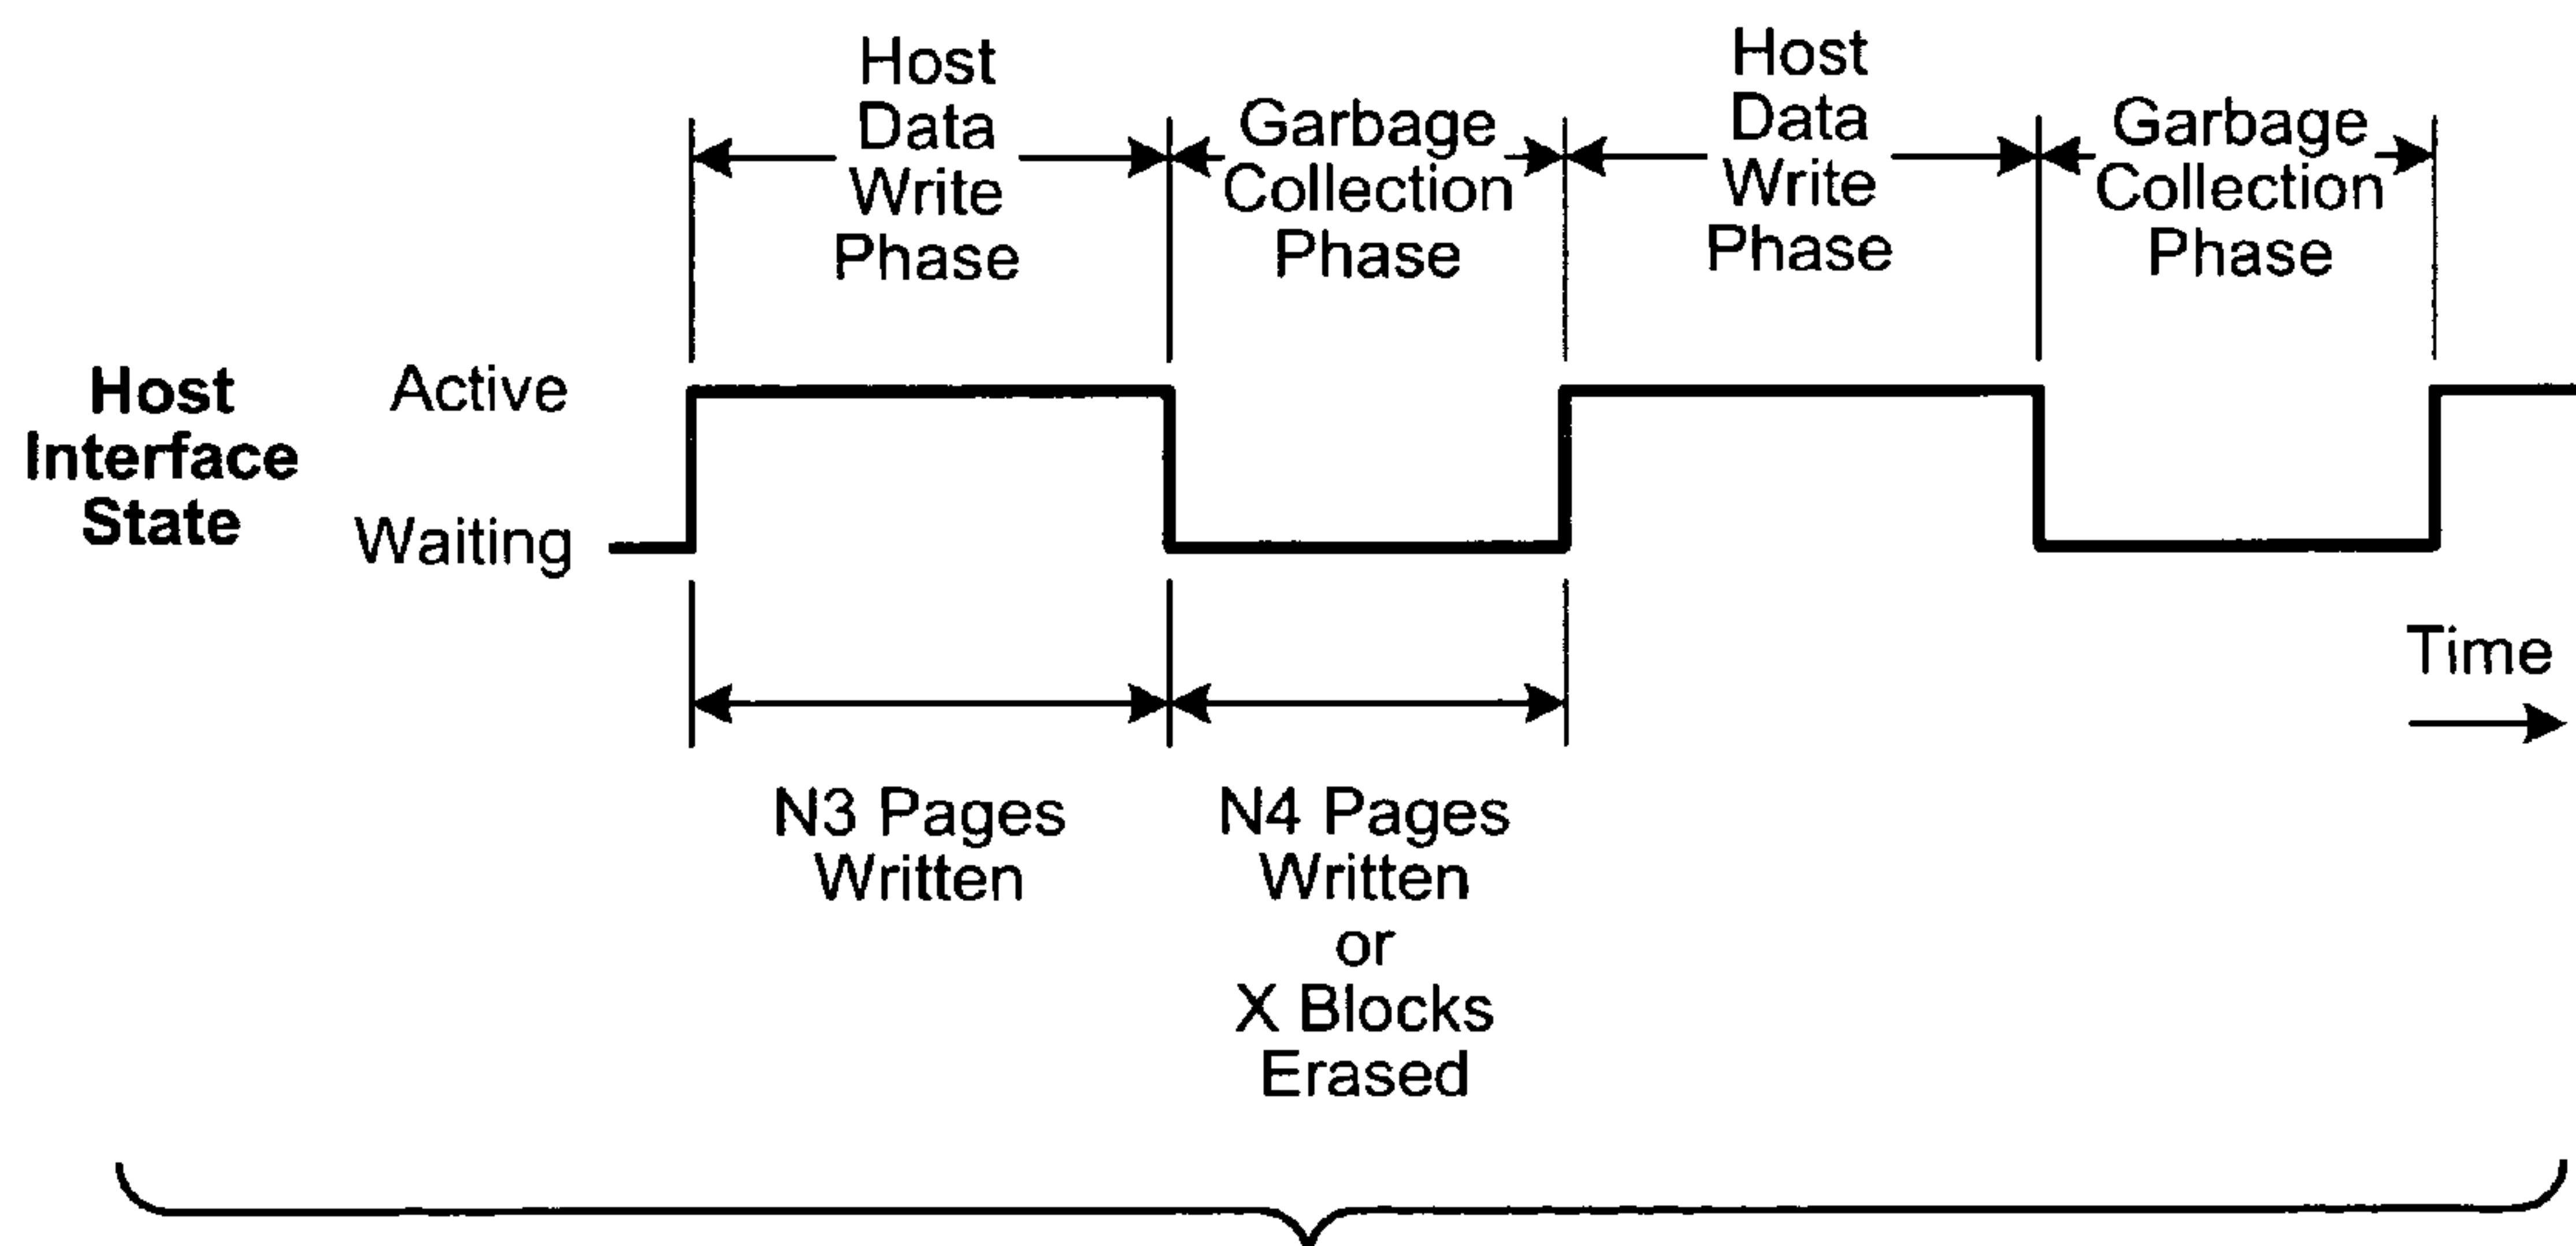 Host
Data
Write
Phase
Garbage
Collection
Phase
Host
Data
Write
Phase
Garbage
Collection
Phase
Host
Interface
State
Active
Waiting
Time
N3 Pages
Written
N4 Pages
Written
or
X Blocks
Erased